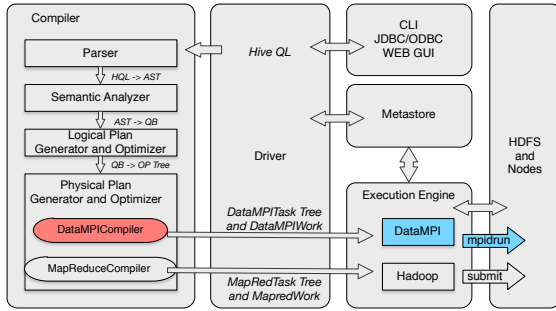 Compiler
Parser
HQL -> AST
Semantic Analyzer
AST -> QB
Logical Plan
Generator and Optimizer
QB -> OP Tree
Physical Plan
Generator and Optimizer
DataMPICompiler
MapReduceCompiler
Hive QL
Driver
DataMPITask Tree
and DataMPIWork
MapRedTask Tree
and MapredWork
CLI
JDBC/ODBC
WEB GUI
Metastore
Execution Engine
DataMPI
Hadoop
mpidrun
submit
HDFS
and
Nodes